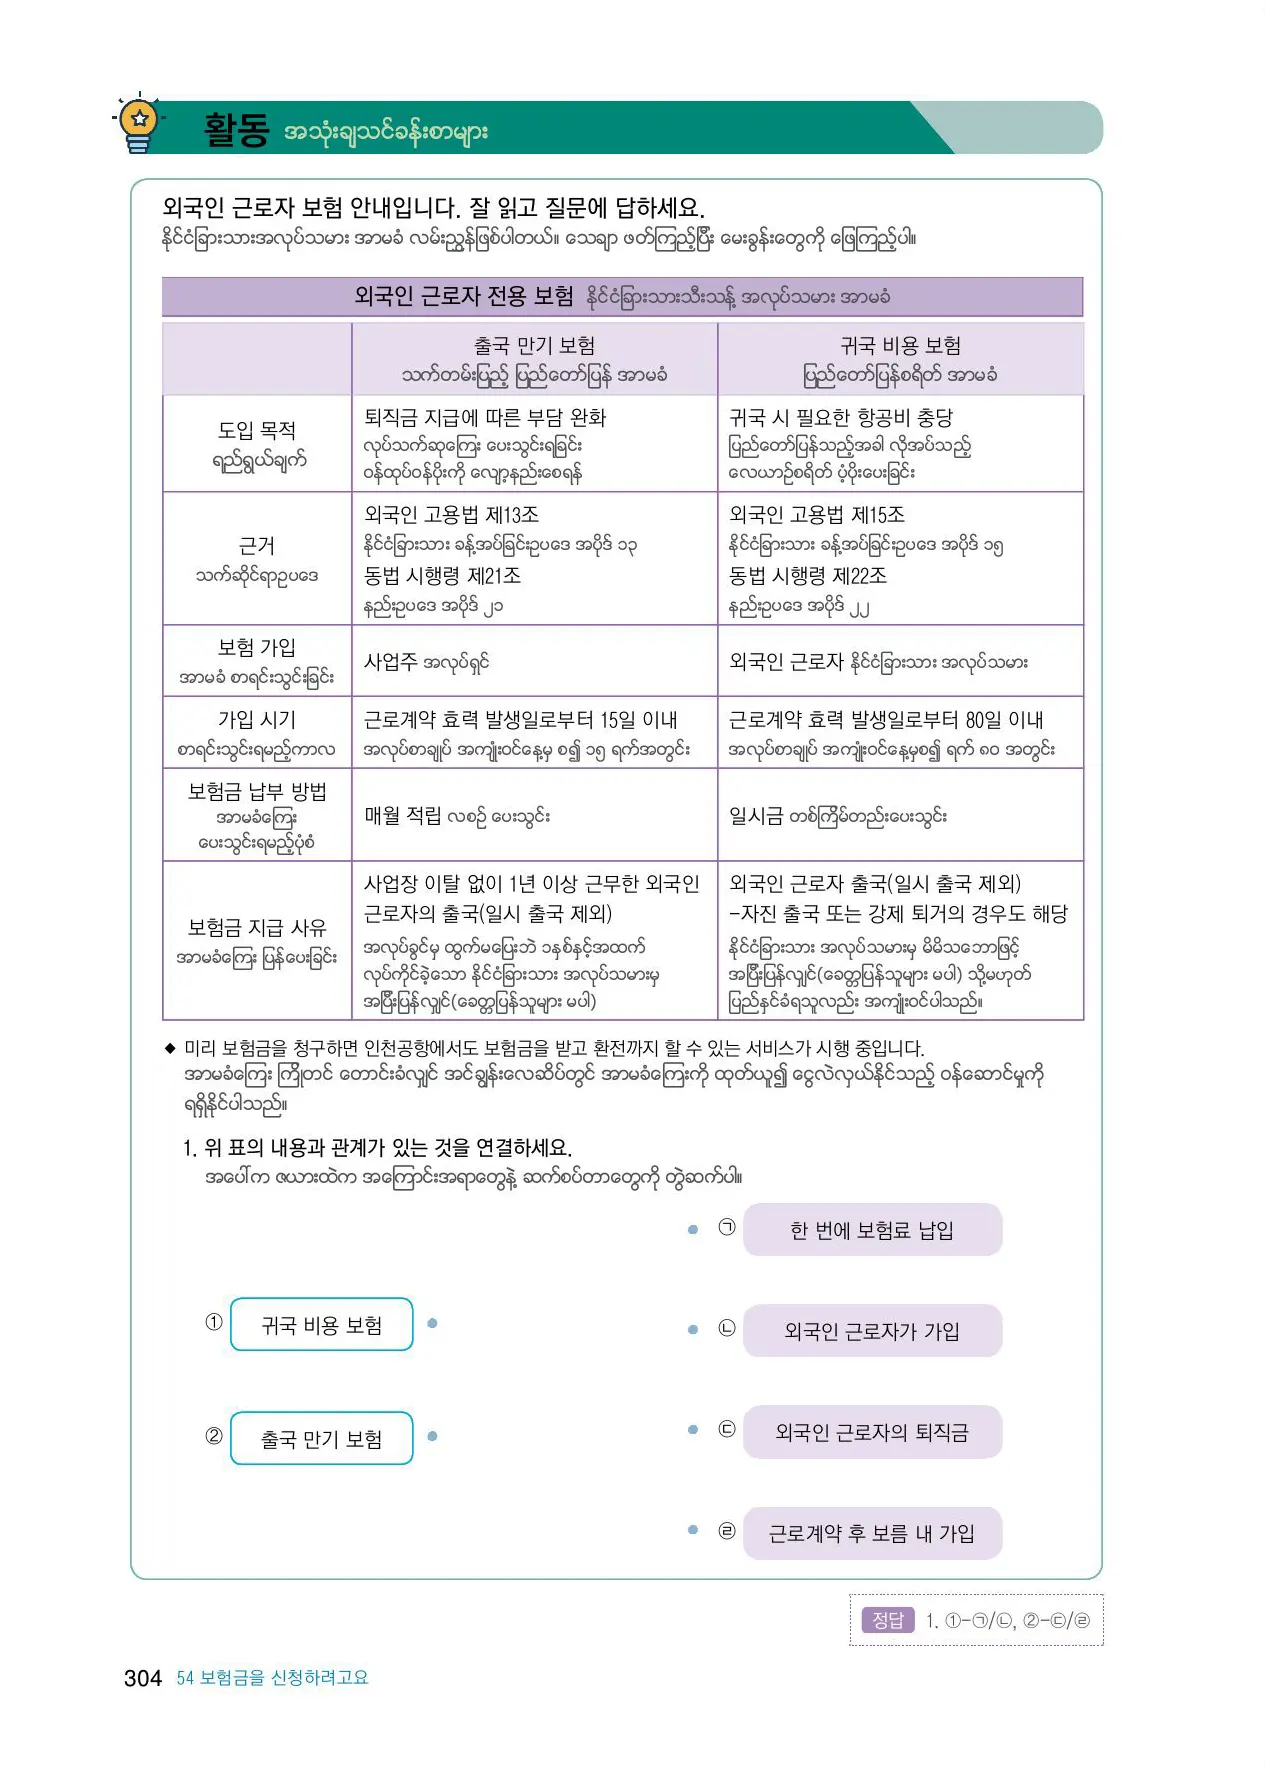 활동 အသုံးချသင်ခန်းစာများ
외국인 근로자 보험 안내입니다. 잘 읽고 질문에 답하세요.
နိုင်ငံခြားသားအလုပ်သမား အာမခံ လမ်းညွှန်ဖြစ်ပါတယ်။ သေချာ ဖတ်ကြည့်ပြီး မေးခွန်းတွေကို ဖြေကြည့်ပါ။
외국인 근로자 전용 보험 နိုင်ငံခြားသားသီးသန့် အလုပ်သမား အာမခံ
출국 만기 보험
သက်တမ်းပြည့် ပြည်တော်ပြန် အာမခံ
귀국 비용 보험
ပြည်တော်ပြန်စရိတ် အာမခံ
도입 목적
ရည်ရွယ်ချက်
퇴직금 지급에 따른 부담 완화
လုပ်သက်ဆုကြေး ပေးသွင်းရခြင်း
ဝန်ထုပ်ဝန်ပိုးကို လျော့နည်းစေရန်
귀국 시 필요한 항공비 충당
ပြည်တော်ပြန်သည့်အခါ လိုအပ်သည့်
လေယာဉ်စရိတ် ပံ့ပိုးပေးခြင်း
근거
သက်ဆိုင်ရာဥပဒေ
외국인 고용법 제13조
နိုင်ငံခြားသား ခန့်အပ်ခြင်းဥပဒေ အပိုဒ် ၁၃
동법 시행령 제21조
နည်းဥပဒေ အပိုဒ် ၂၁
외국인 고용법 제15조
နိုင်ငံခြားသား ခန့်အပ်ခြင်းဥပဒေ အပိုဒ် ၁၅
동법 시행령 제22조
နည်းဥပဒေ အပိုဒ် ၂၂
보험 가입
အာမခံ စာရင်းသွင်းခြင်း
사업주 အလုပ်ရှင်
외국인 근로자 နိုင်ငံခြားသား အလုပ်သမား
가입 시기
စာရင်းသွင်းရမည့်ကာလ
근로계약 효력 발생일로부터 15일 이내
အလုပ်စာချုပ် အကျုံးဝင်နေ့မှ စ၍ ၁၅ ရက်အတွင်း
근로계약 효력 발생일로부터 80일 이내
အလုပ်စာချုပ် အကျုံးဝင်နေ့မှစ၍ ရက် ၈၀ အတွင်း
보험금 납부 방법
အာမခံကြေး
ပေးသွင်းရမည့်ပုံစံ
매월 적립 လစဉ် ပေးသွင်း
일시금 တစ်ကြိမ်တည်းပေးသွင်း
보험금 지급 사유
အာမခံကြေး ပြန်ပေးခြင်း
사업장 이탈 없이 1년 이상 근무한 외국인
근로자의 출국(일시 출국 제외)
အလုပ်ခွင်မှ ထွက်မပြေးဘဲ ၁နှစ်နှင့်အထက်
လုပ်ကိုင်ခဲ့သော နိုင်ငံခြားသား အလုပ်သမားမှ
အပြီးပြန်လျှင်(ခေတ္တပြန်သူများ မပါ)
외국인 근로자 출국(일시 출국 제외)
-자진 출국 또는 강제 퇴거의 경우도 해당
နိုင်ငံခြားသား အလုပ်သမားမှ မိမိသဘောဖြင့်
အပြီးပြန်လျှင်(ခေတ္တပြန်သူများ မပါ) သို့မဟုတ်
ပြည်နှင်ခံရသူလည်း အကျုံးဝင်ပါသည်။
◆ 미리 보험금을 청구하면 인천공항에서도 보험금을 받고 환전까지 할 수 있는 서비스가 시행 중입니다.
အာမခံကြေး ကြိုတင် တောင်းခံလျှင် အင်ချွန်းလေဆိပ်တွင် အာမခံကြေးကို ထုတ်ယူ၍ ငွေလဲလှယ်နိုင်သည့် ဝန်ဆောင်မှုကို
ရရှိနိုင်ပါသည်။
1. 위 표의 내용과 관계가 있는 것을 연결하세요.
အပေါ်က ဇယားထဲက အကြောင်းအရာတွေနဲ့ ဆက်စပ်တာတွေကို တွဲဆက်ပါ။
㉠ 한 번에 보험료 납입
① 귀국 비용 보험
㉡ 외국인 근로자가 가입
② 출국 만기 보험
㉢ 외국인 근로자의 퇴직금
㉣ 근로계약 후 보름 내 가입
정답 1. ①-㉠/㉡, ②-㉢/㉣
304 54 보험금을 신청하려고요